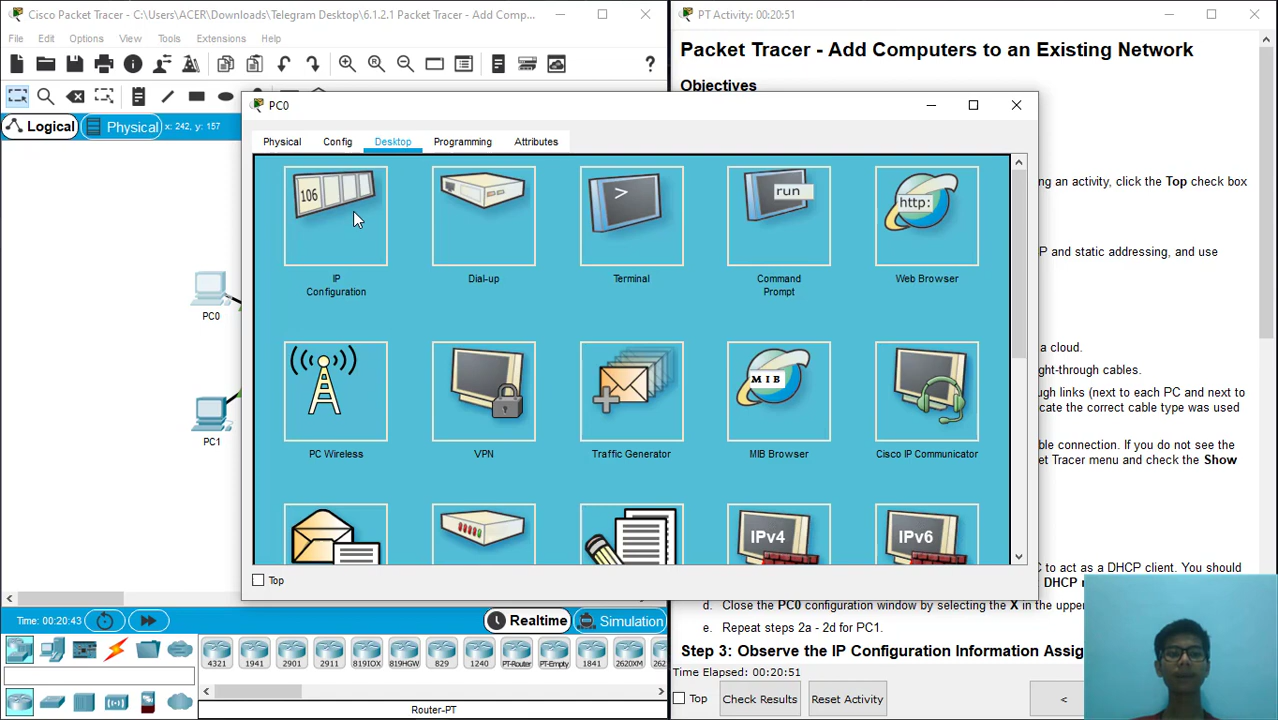 Cisco Packet Tracer - C:\Users\ACER\Downloads\Telegram Desktop\6.1.2.1 Packet Tracer - Add Comp...
File Edit Options View Tools Extensions Help
Logical
Physical
x: 242, y: 157
PC0
PC1
PC0
Physical Config Desktop Programming Attributes
106
run
http:
IP
Configuration
Dial-up
Terminal
Command
Prompt
Web Browser
MIB
PC Wireless
VPN
Traffic Generator
MIB Browser
Cisco IP Communicator
IPv4
IPv6
Top
Time: 00:20:43
Realtime
Simulation
4321 1941 2901 2911 819IOX 819HGW 829 1240 PT-Router PT-Empty 1841 2620XM 262
Router-PT
PT Activity: 00:20:51
Packet Tracer - Add Computers to an Existing Network
Objectives
ng an activity, click the Top check box
P and static addressing, and use
a cloud.
ght-through cables.
ugh links (next to each PC and next to
cate the correct cable type was used
ble connection. If you do not see the
et Tracer menu and check the Show
C to act as a DHCP client. You should
DHCP
d. Close the PC0 configuration window by selecting the X in the upper
e. Repeat steps 2a - 2d for PC1.
Step 3: Observe the IP Configuration Information Assig
Time Elapsed: 00:20:51
Top
Check Results
Reset Activity
<